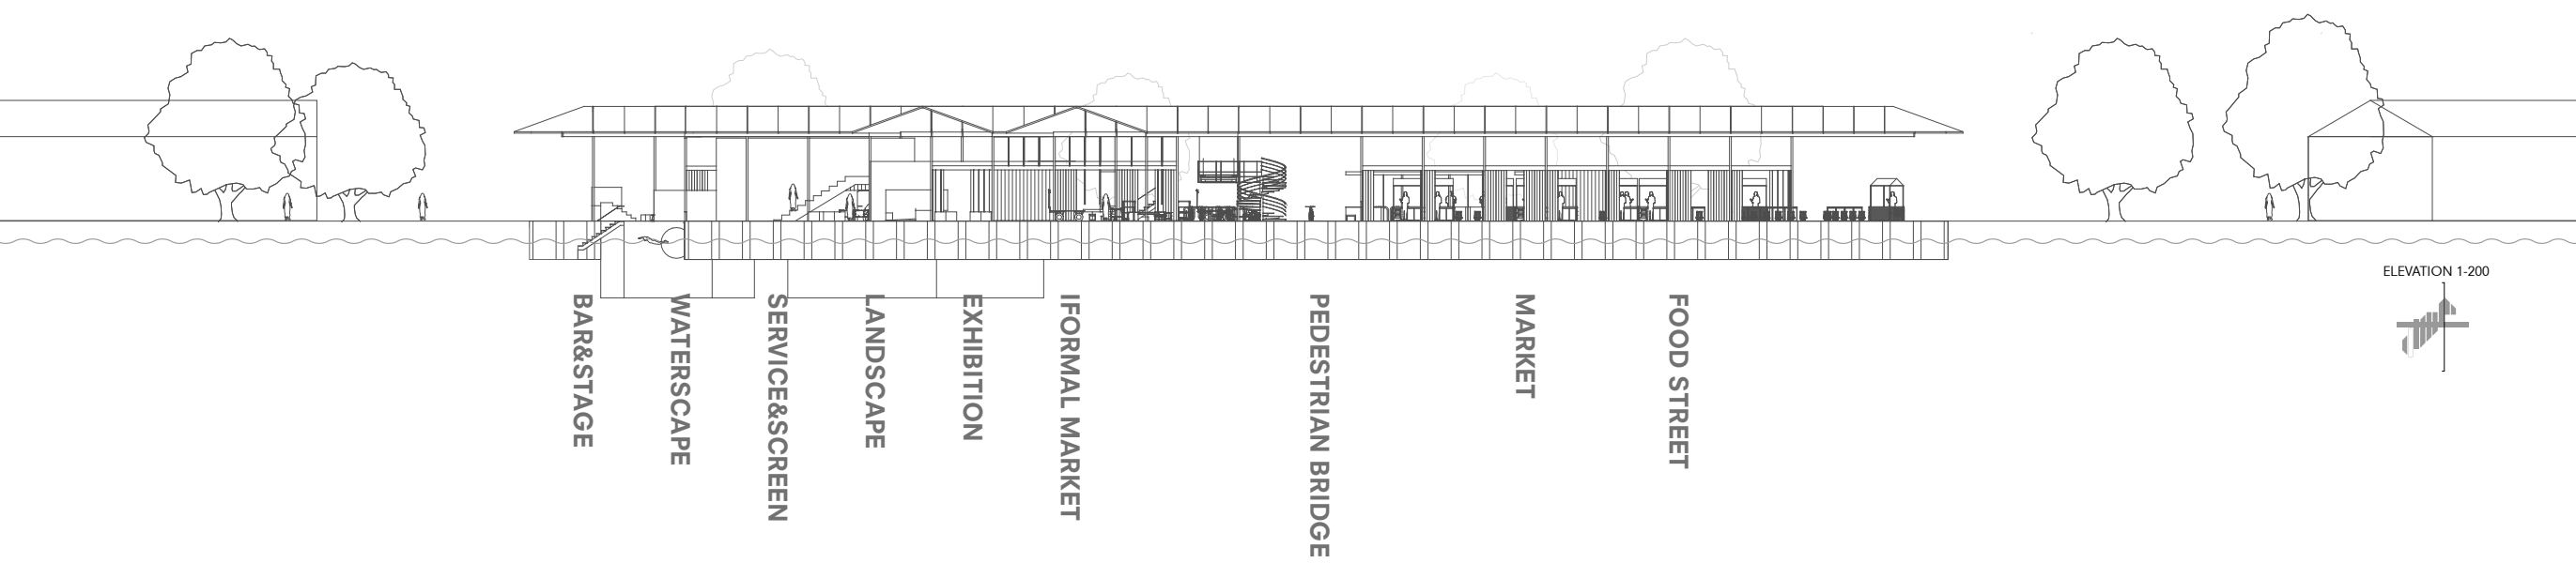 ELEVATION 1-200
BAR&STAGE
WATERSCAPE
SERVICE&SCREEN
LANDSCAPE
EXHIBITION
IFORMAL MARKET
PEDESTRIAN BRIDGE
MARKET
FOOD STREET